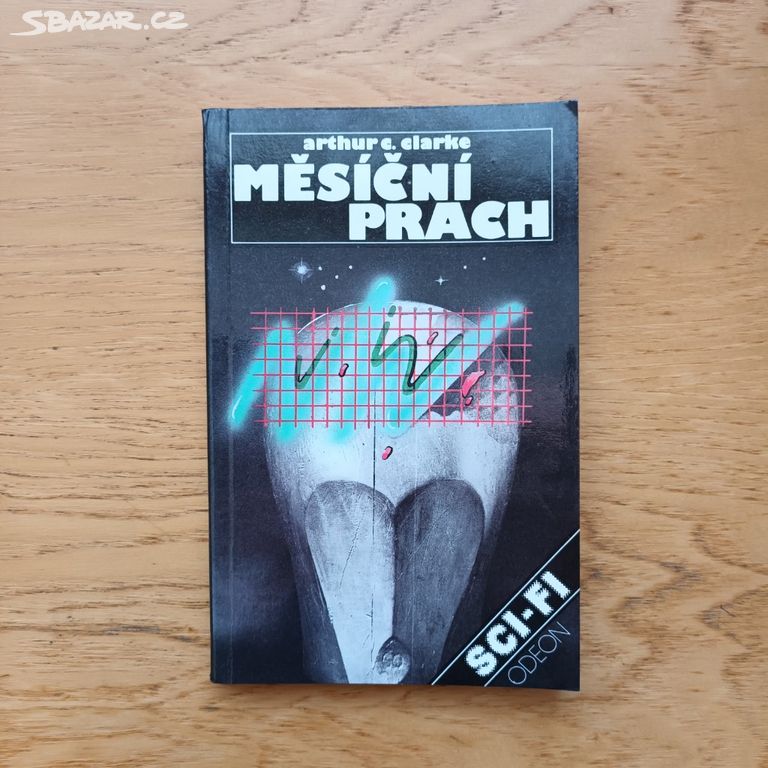 SBAZAR.CZ
arthur c. clarke
MĚSÍČNÍ
PRACH
SCI-FI
ODEON